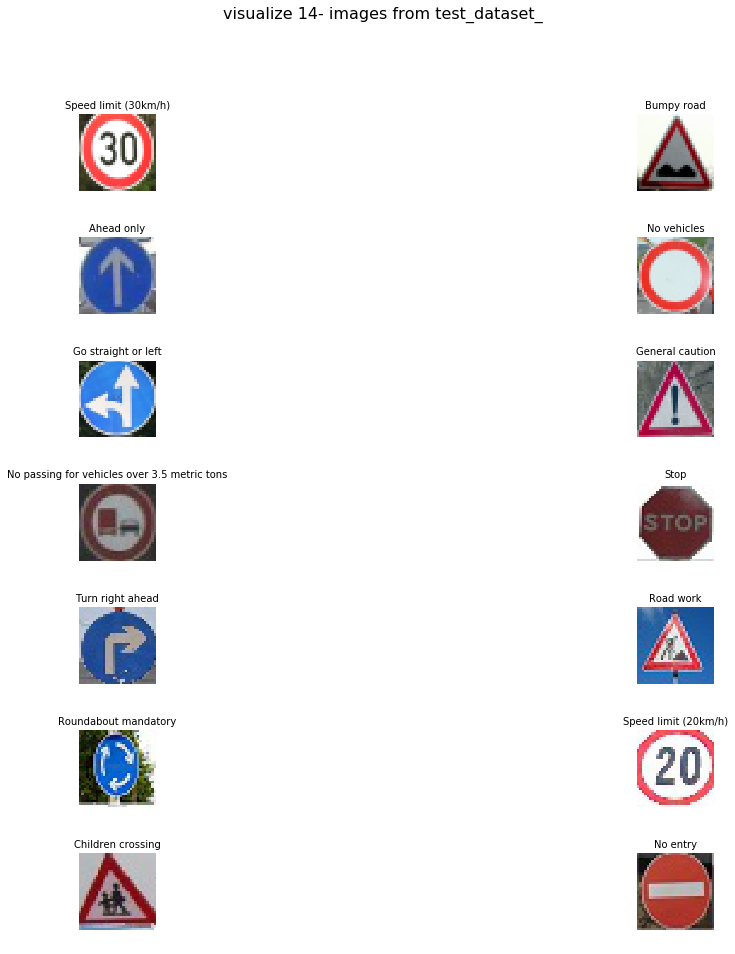 visualize 14- images from test_dataset_
Speed limit (30km/h)
Bumpy road
30
Ahead only
No vehicles
Go straight or left
General caution
!
No passing for vehicles over 3.5 metric tons
Stop
STOP
Turn right ahead
Road work
Roundabout mandatory
Speed limit (20km/h)
20
Children crossing
No entry